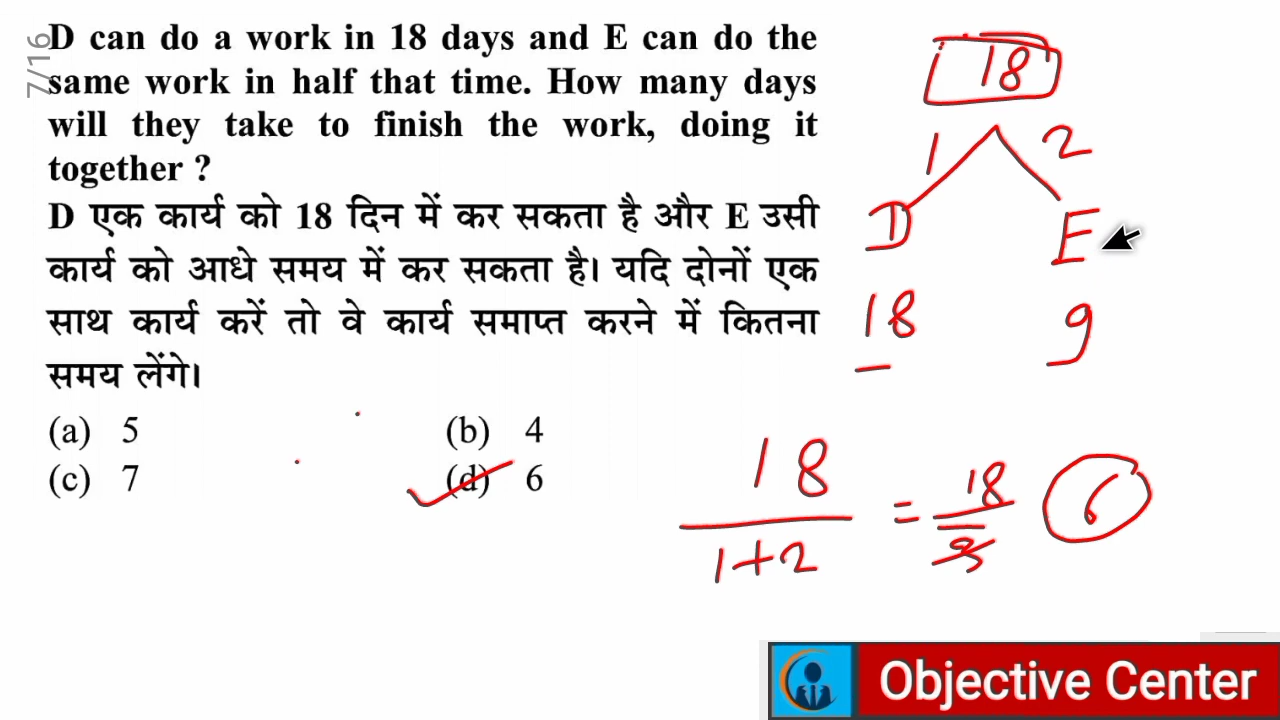 7/16
D can do a work in 18 days and E can do the
same work in half that time. How many days
will they take to finish the work, doing it
together ?
D एक कार्य को 18 दिन में कर सकता है और E उसी
कार्य को आधे समय में कर सकता है। यदि दोनों एक
साथ कार्य करें तो वे कार्य समाप्त करने में कितना
समय लेंगे।
(a) 5 (b) 4
(c) 7 (d) 6
18
1 2
D E
18 9
18 = 18 6
1+2 3
Objective Center